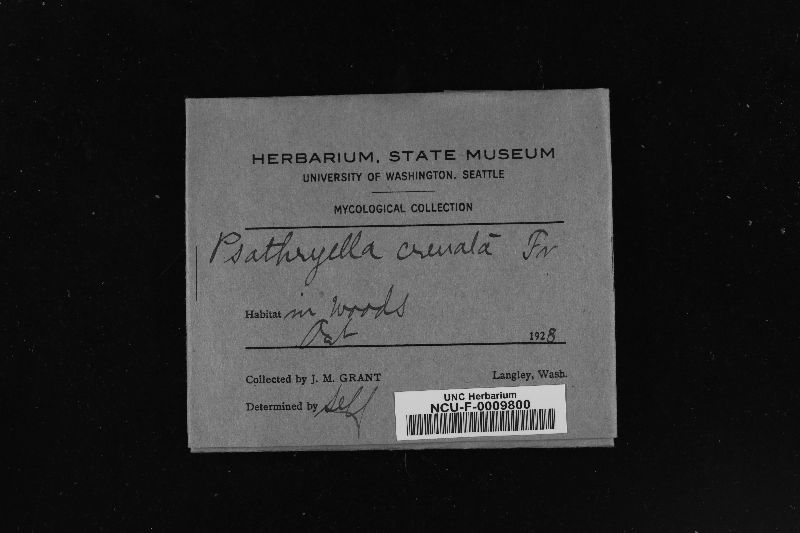 HERBARIUM, STATE MUSEUM
UNIVERSITY OF WASHINGTON, SEATTLE
MYCOLOGICAL COLLECTION
Psathryella crenata Fr
Habitat in woods
Oct 1928
Collected by J. M. GRANT Langley, Wash.
Determined by Self
UNC Herbarium
NCU-F-0009800